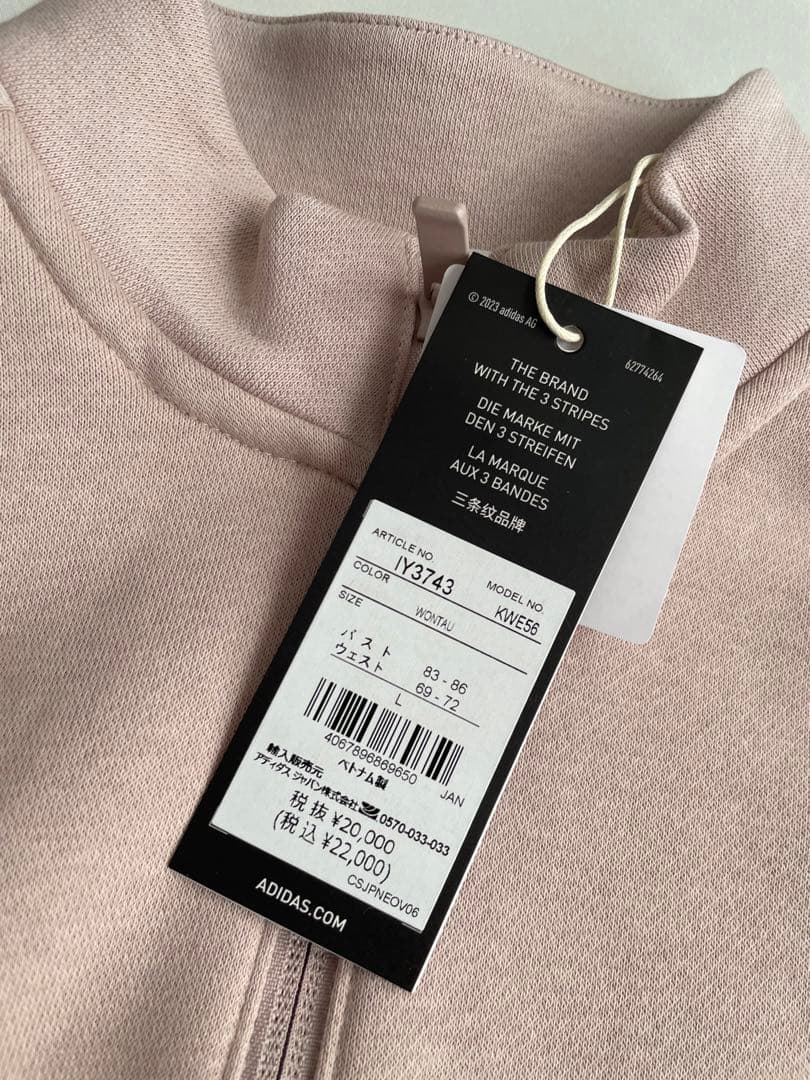 © 2023 adidas AG
62774264
THE BRAND
WITH THE 3 STRIPES
DIE MARKE MIT
DEN 3 STREIFEN
LA MARQUE
AUX 3 BANDES
三条纹品牌
ARTICLE NO. IY3743 MODEL NO. KWE56
COLOR WONTAU
SIZE
バスト 83 - 86
ウェスト 69 - 72
L
4067896869650 JAN
ベトナム製
輸入販売元
アディダス ジャパン株式会社 0570-033-033
税抜 ¥20,000
(税込 ¥22,000)
CSJPNEOV06
ADIDAS.COM